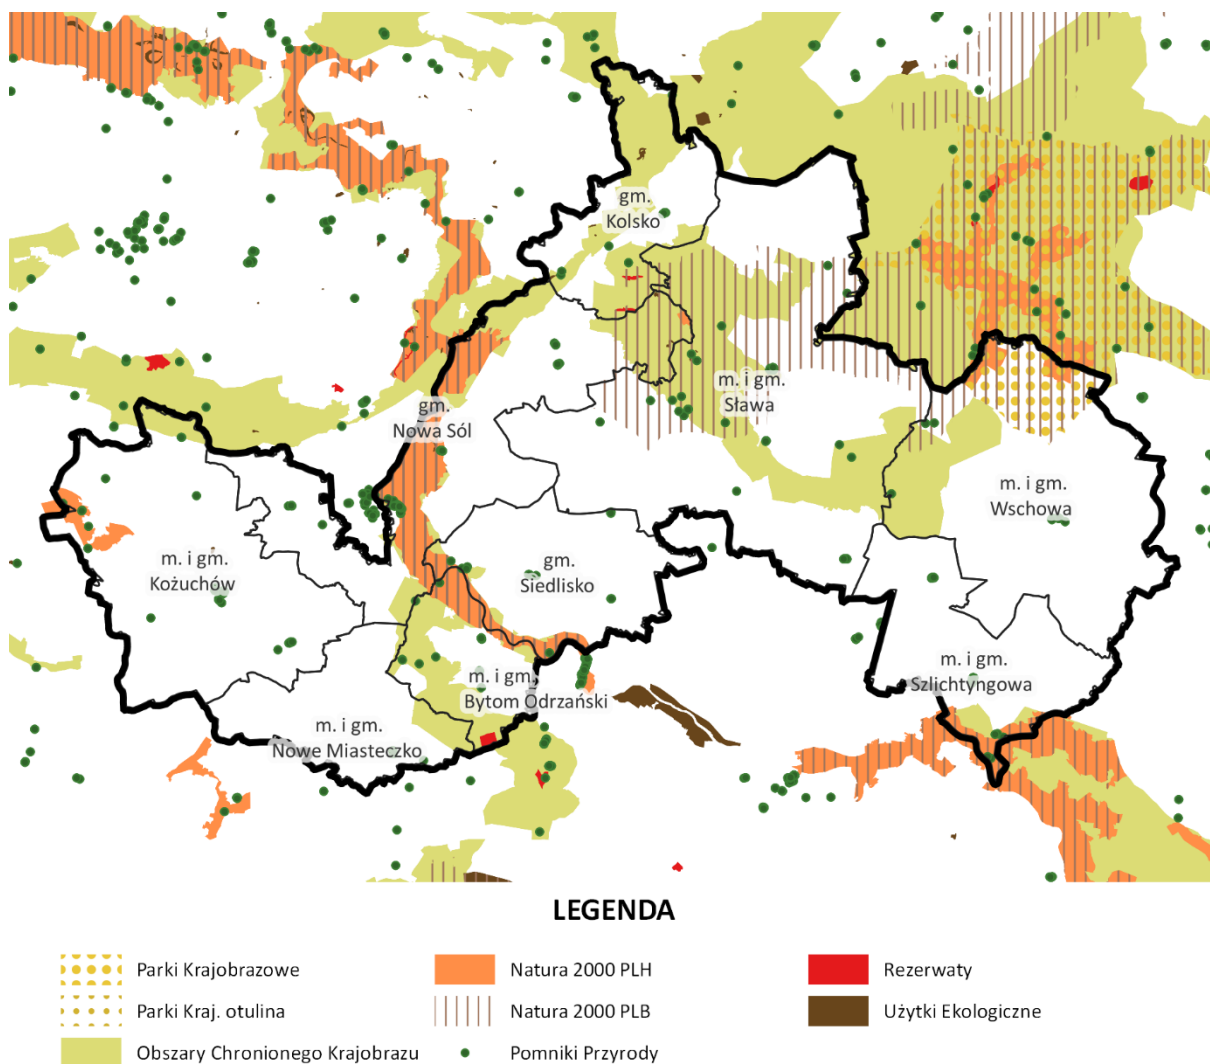 gm.
Kolsko
m. i gm.
Sława
gm.
Nowa Sól
m. i gm.
Wschowa
m. i gm.
Kożuchów
gm.
Siedlisko
m. i gm.
Bytom Odrzański
m. i gm.
Szlichtyngowa
m. i gm.
Nowe Miasteczko
LEGENDA
Parki Krajobrazowe
Natura 2000 PLH
Rezerwaty
Parki Kraj. otulina
Natura 2000 PLB
Użytki Ekologiczne
Obszary Chronionego Krajobrazu
Pomniki Przyrody